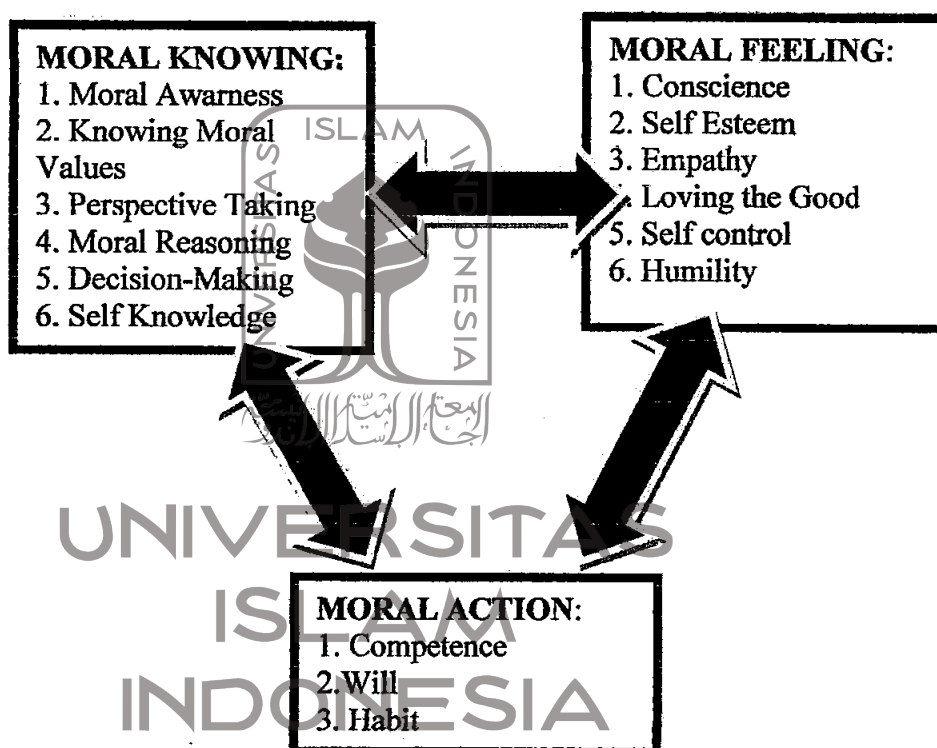 MORAL KNOWING:
1. Moral Awarness
2. Knowing Moral
Values
3. Perspective Taking
4. Moral Reasoning
5. Decision-Making
6. Self Knowledge
MORAL FEELING:
1. Conscience
2. Self Esteem
3. Empathy
Loving the Good
5. Self control
6. Humility
MORAL ACTION:
1. Competence
2.Will
3. Habit
UNIVERSITAS
ISLAM
INDONESIA
UNIVERSITAS
ISLAM
INDONESIA